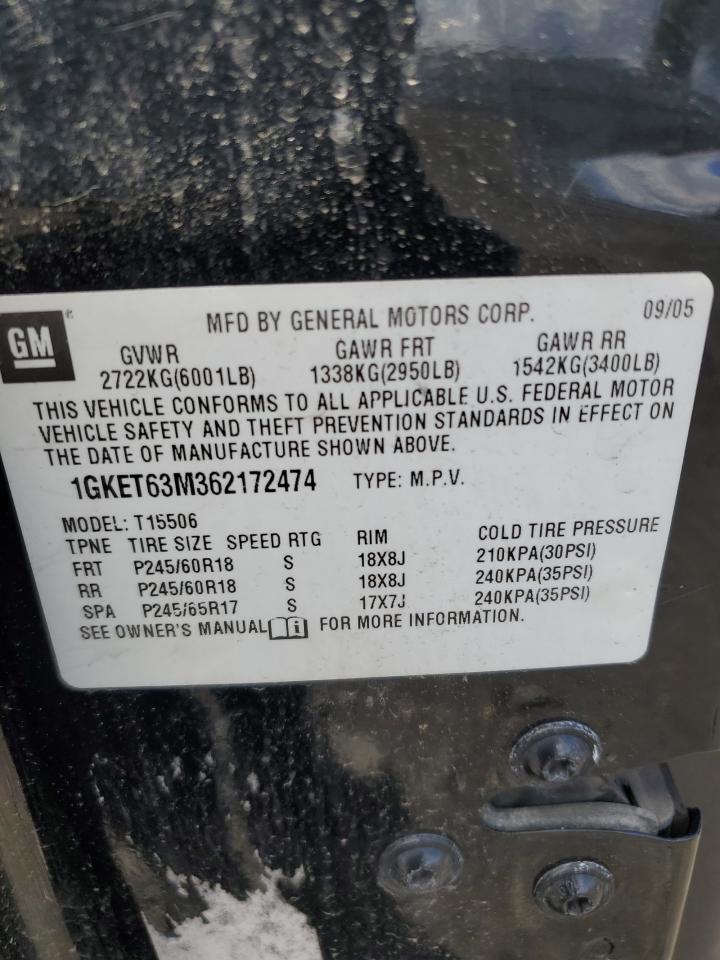 GM
MFD BY GENERAL MOTORS CORP. 09/05
GVWR GAWR FRT GAWR RR
2722KG(6001LB) 1338KG(2950LB) 1542KG(3400LB)
THIS VEHICLE CONFORMS TO ALL APPLICABLE U.S. FEDERAL MOTOR
VEHICLE SAFETY AND THEFT PREVENTION STANDARDS IN EFFECT ON
THE DATE OF MANUFACTURE SHOWN ABOVE.
1GKET63M362172474 TYPE: M.P.V.
MODEL: T15506
TPNE TIRE SIZE SPEED RTG RIM COLD TIRE PRESSURE
FRT P245/60R18 S 18X8J 210KPA(30PSI)
RR P245/60R18 S 18X8J 240KPA(35PSI)
SPA P245/65R17 S 17X7J 240KPA(35PSI)
SEE OWNER'S MANUAL FOR MORE INFORMATION.